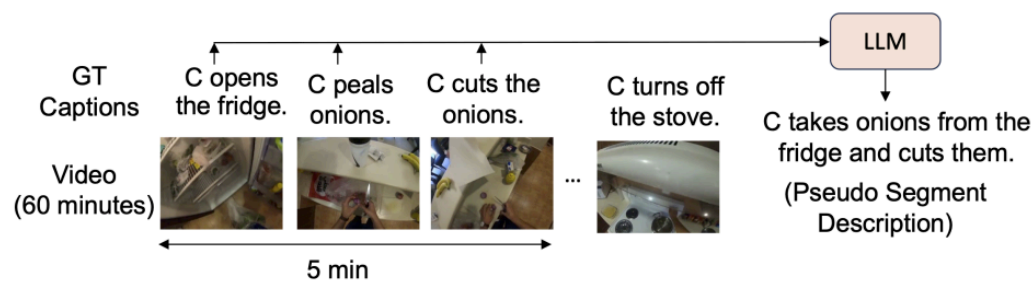 LLM
GT
Captions
C opens
the fridge.
C peals
onions.
C cuts the
onions.
C turns off
the stove.
C takes onions from the
fridge and cuts them.
(Pseudo Segment
Description)
Video
(60 minutes)
...
5 min